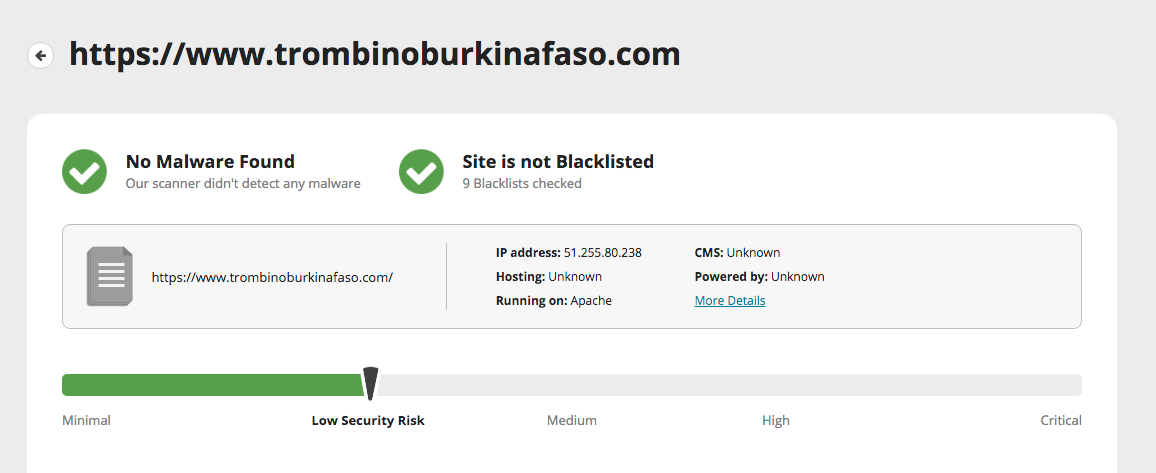 https://www.trombinoburkinafaso.com
No Malware Found
Our scanner didn't detect any malware
Site is not Blacklisted
9 Blacklists checked
https://www.trombinoburkinafaso.com/
IP address: 51.255.80.238
Hosting: Unknown
Running on: Apache
CMS: Unknown
Powered by: Unknown
More Details
Minimal
Low Security Risk
Medium
High
Critical